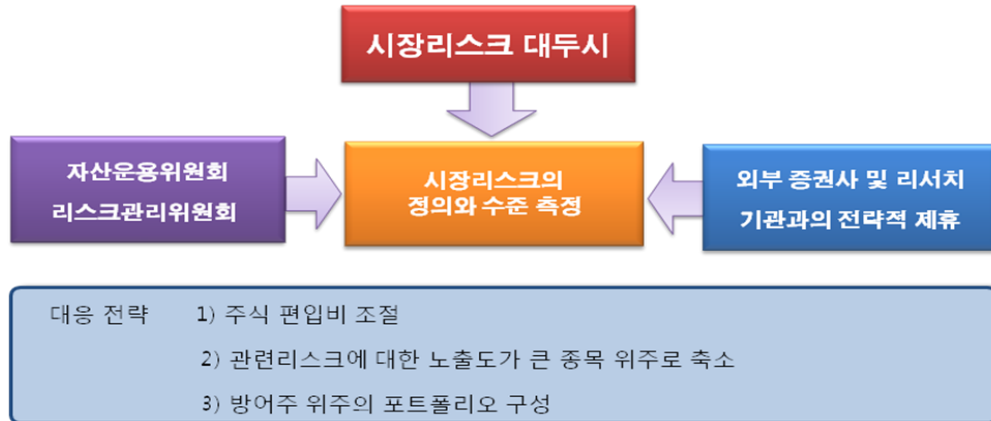 시장리스크 대두시
자산운용위원회
리스크관리위원회
시장리스크의
정의와 수준 측정
외부 증권사 및 리서치
기관과의 전략적 제휴
대응 전략 1) 주식 편입비 조절
2) 관련리스크에 대한 노출도가 큰 종목 위주로 축소
3) 방어주 위주의 포트폴리오 구성